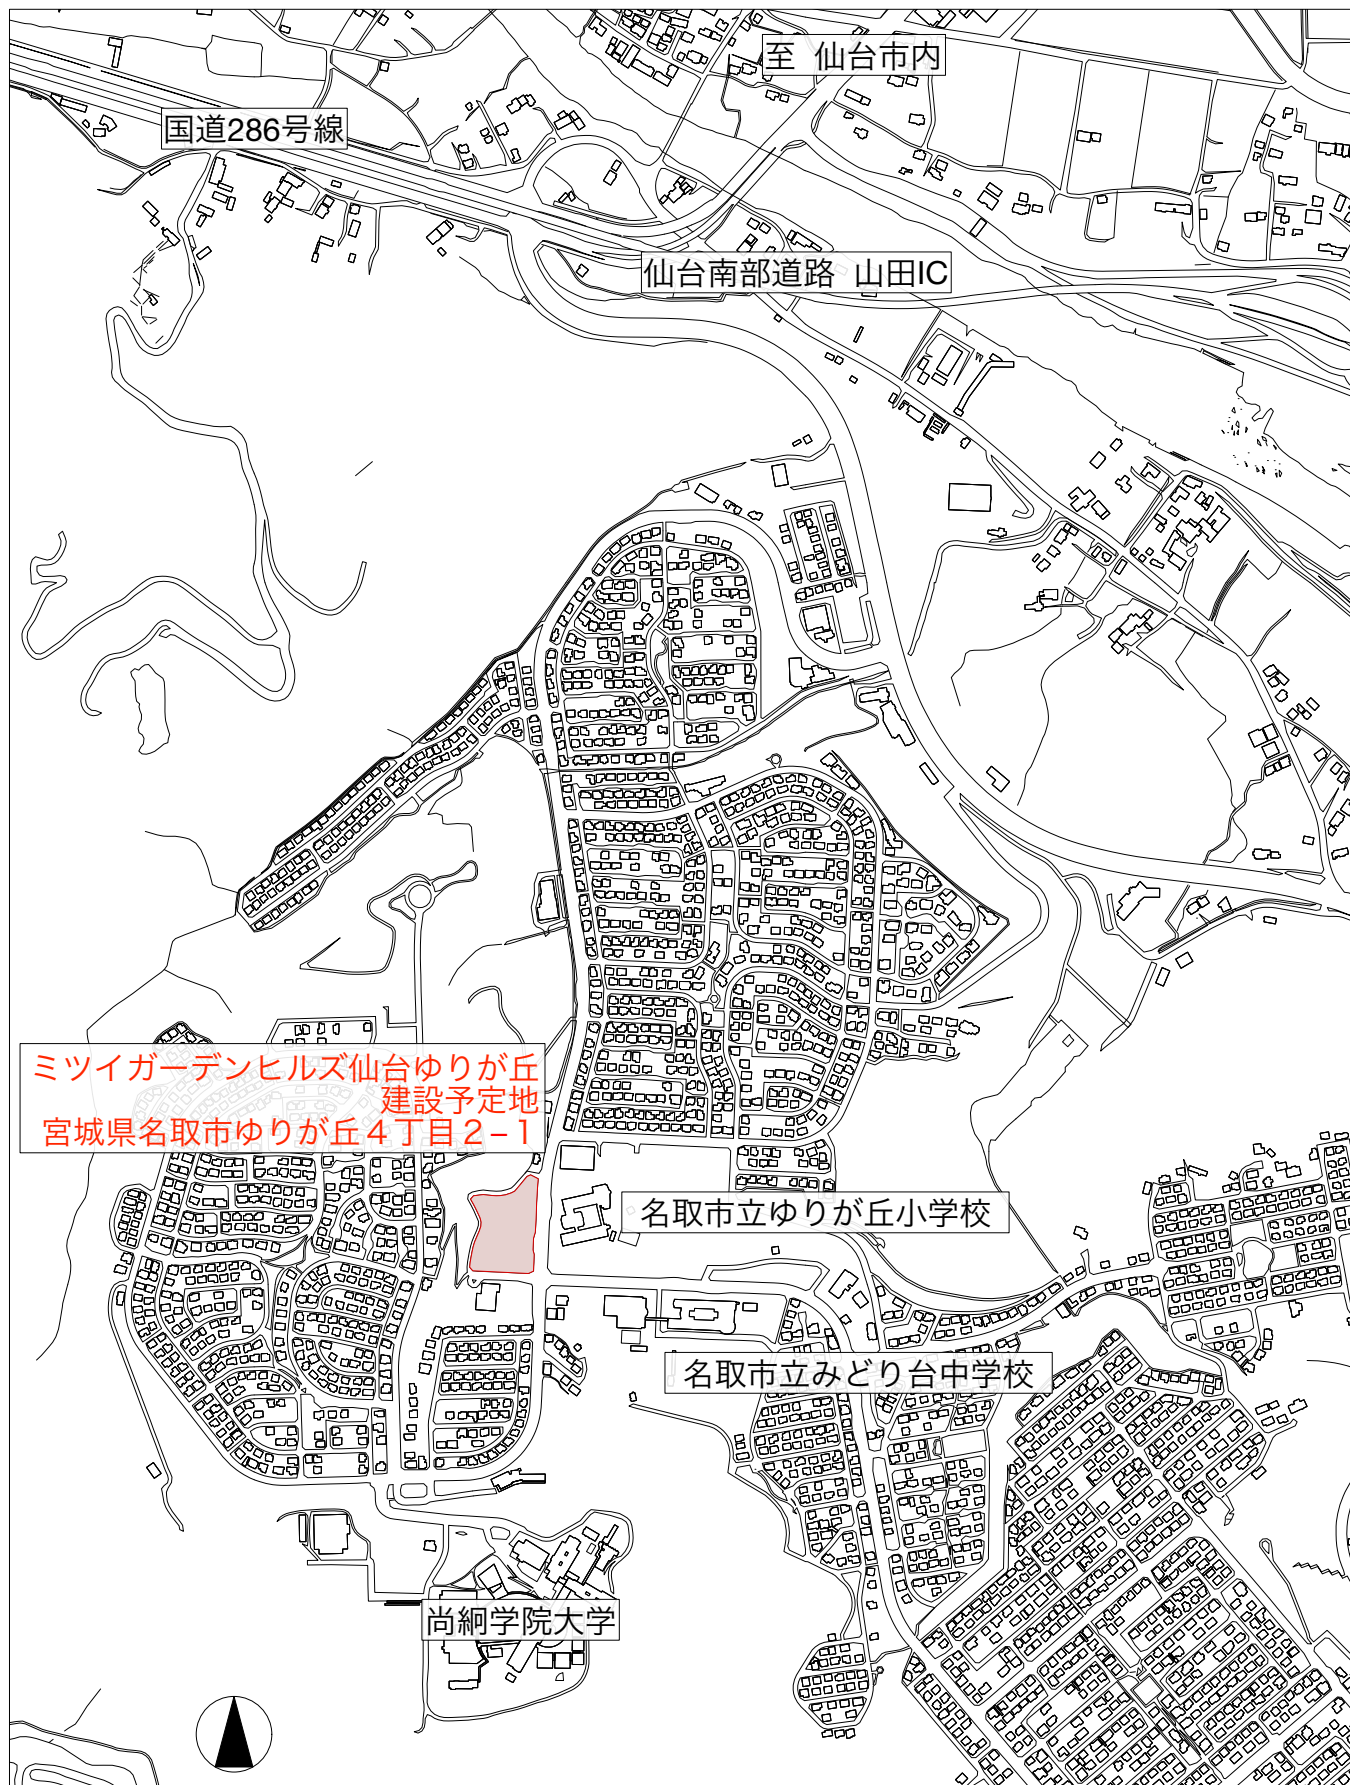 至 仙台市内
国道286号線
仙台南部道路 山田IC
ミツイガーデンヒルズ仙台ゆりが丘
建設予定地
宮城県名取市ゆりが丘４丁目２−１
名取市立ゆりが丘小学校
名取市立みどり台中学校
尚絅学院大学